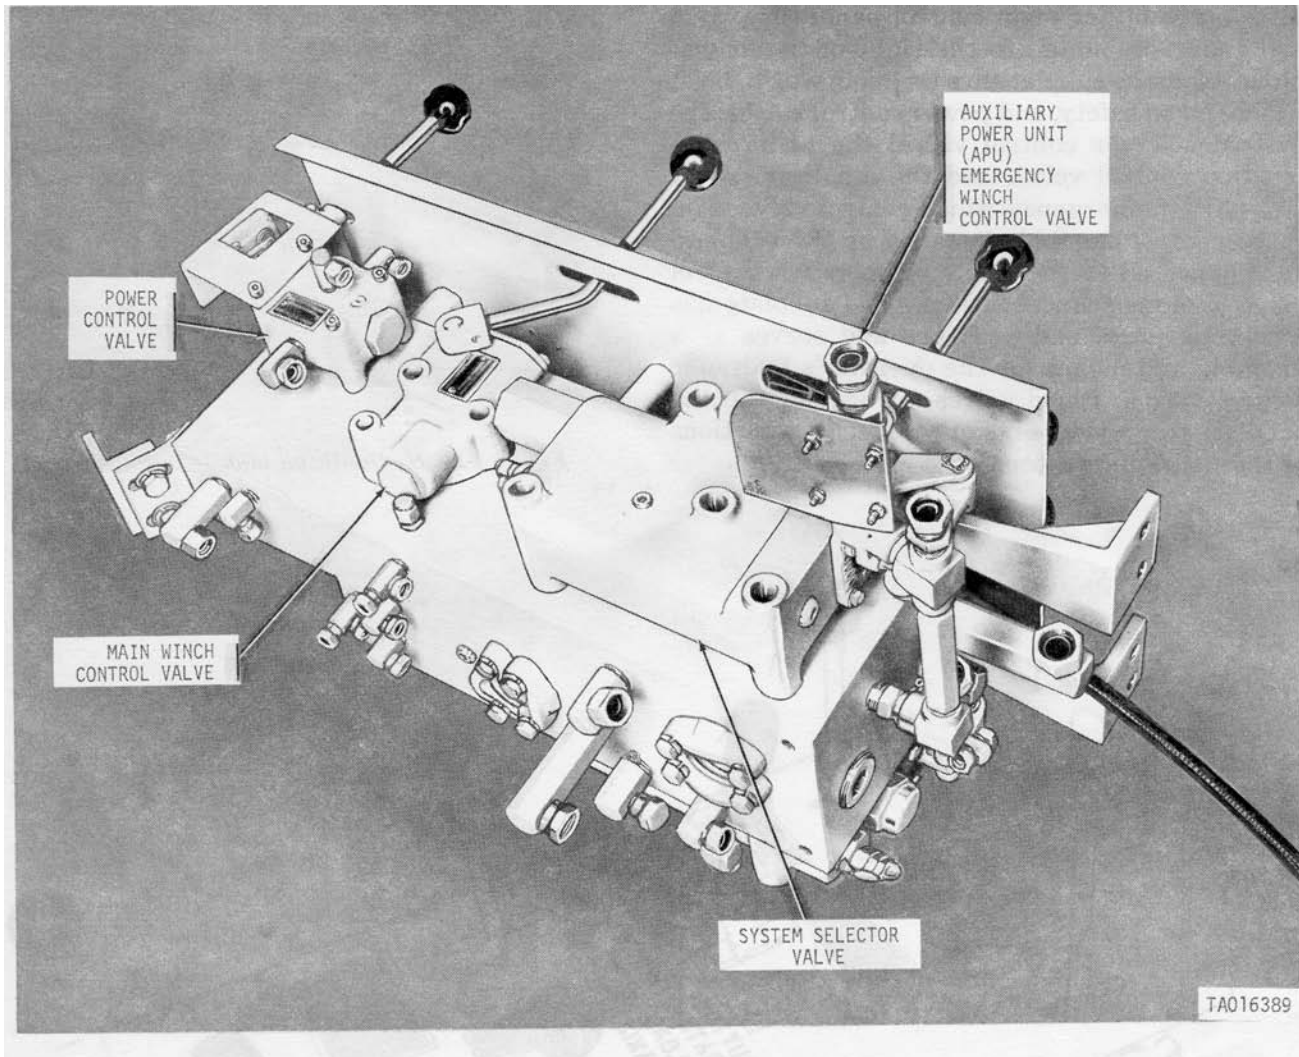 AUXILIARY
POWER UNIT
(APU)
EMERGENCY
WINCH
CONTROL VALVE
POWER
CONTROL
VALVE
MAIN WINCH
CONTROL VALVE
SYSTEM SELECTOR
VALVE
TA016389